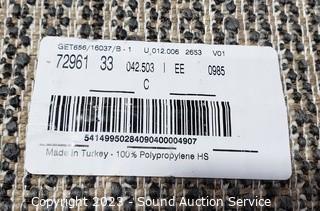 GET656/16037/B - 1 U_012.006 2653 V01
72961 33 042.503 | EE 0985
C
54149950284090400004907
Made in Turkey - 100% Polypropylene HS
Copyright 2023 - Sound Auction Service